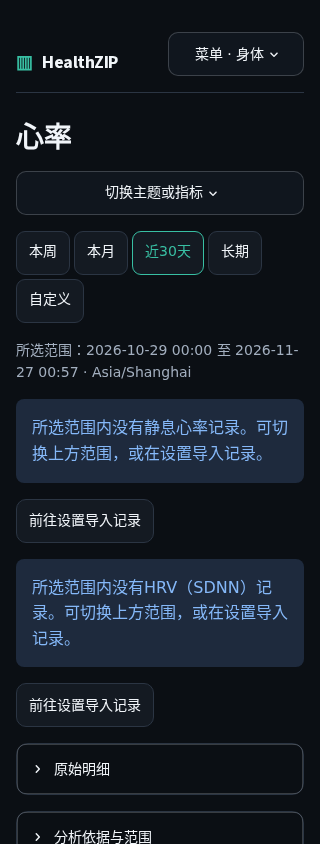 HealthZIP
菜单 · 身体
心率
切换主题或指标
本周
本月
近30天
长期
自定义
所选范围：2026-10-29 00:00 至 2026-11-
27 00:57 · Asia/Shanghai
所选范围内没有静息心率记录。可切
换上方范围，或在设置导入记录。
前往设置导入记录
所选范围内没有HRV（SDNN）记
录。可切换上方范围，或在设置导入
记录。
前往设置导入记录
原始明细
分析依据与范围